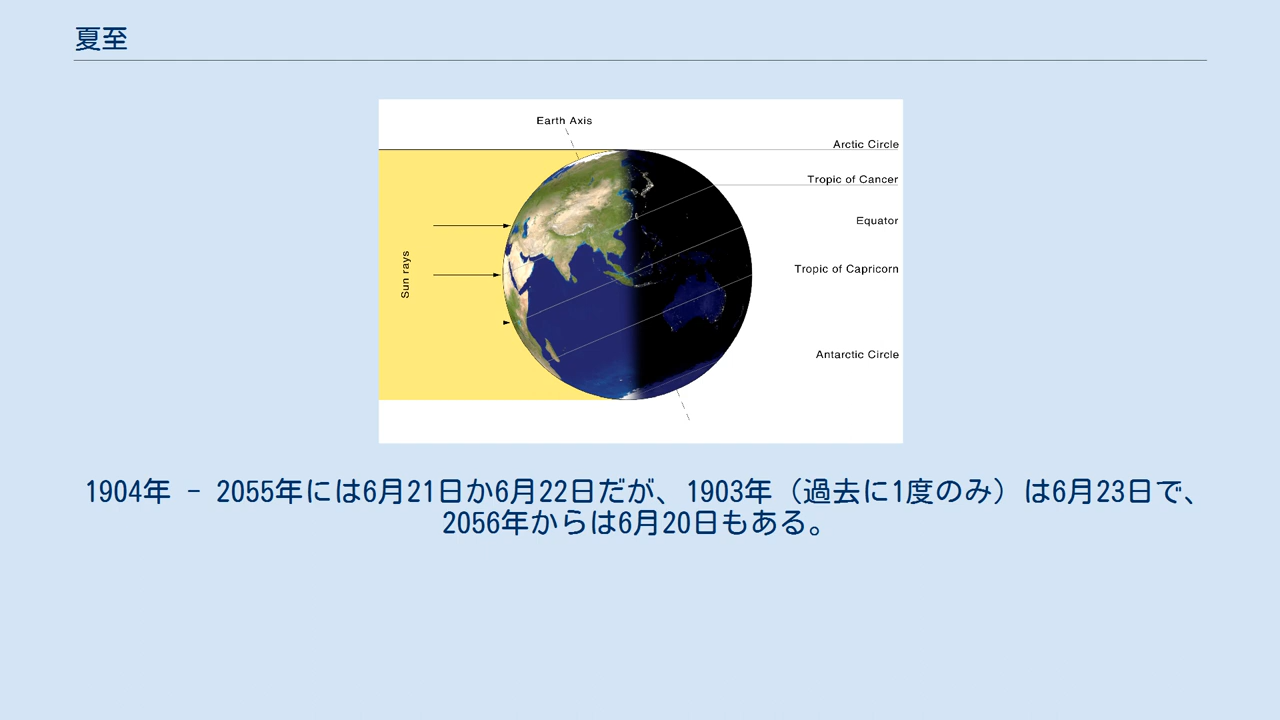 夏至
Earth Axis
Arctic Circle
Tropic of Cancer
Equator
Tropic of Capricorn
Sun rays
Antarctic Circle
1904年 - 2055年には6月21日か6月22日だが、1903年（過去に1度のみ）は6月23日で、
2056年からは6月20日もある。